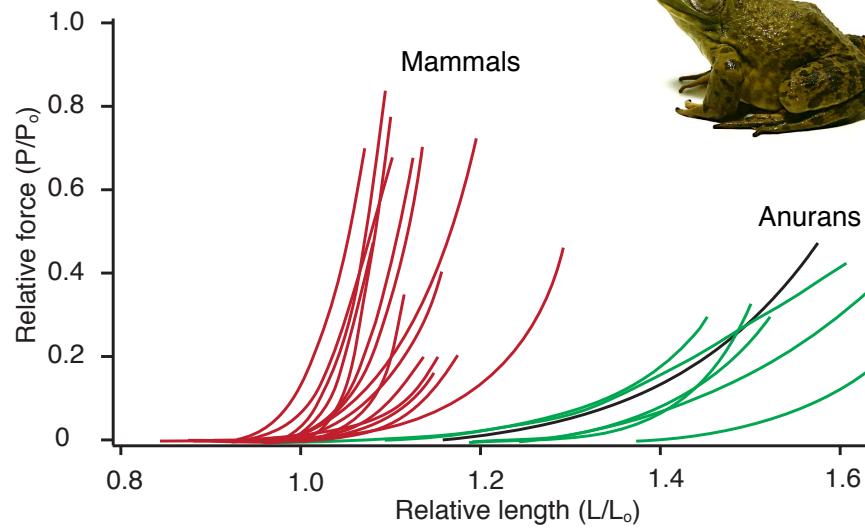 1.0
Mammals
0.8
0.6
Anurans
0.4
0.2
0
0.8
1.0
1.2
1.4
1.6
Relative force (P/Pₒ)
Relative length (L/Lₒ)